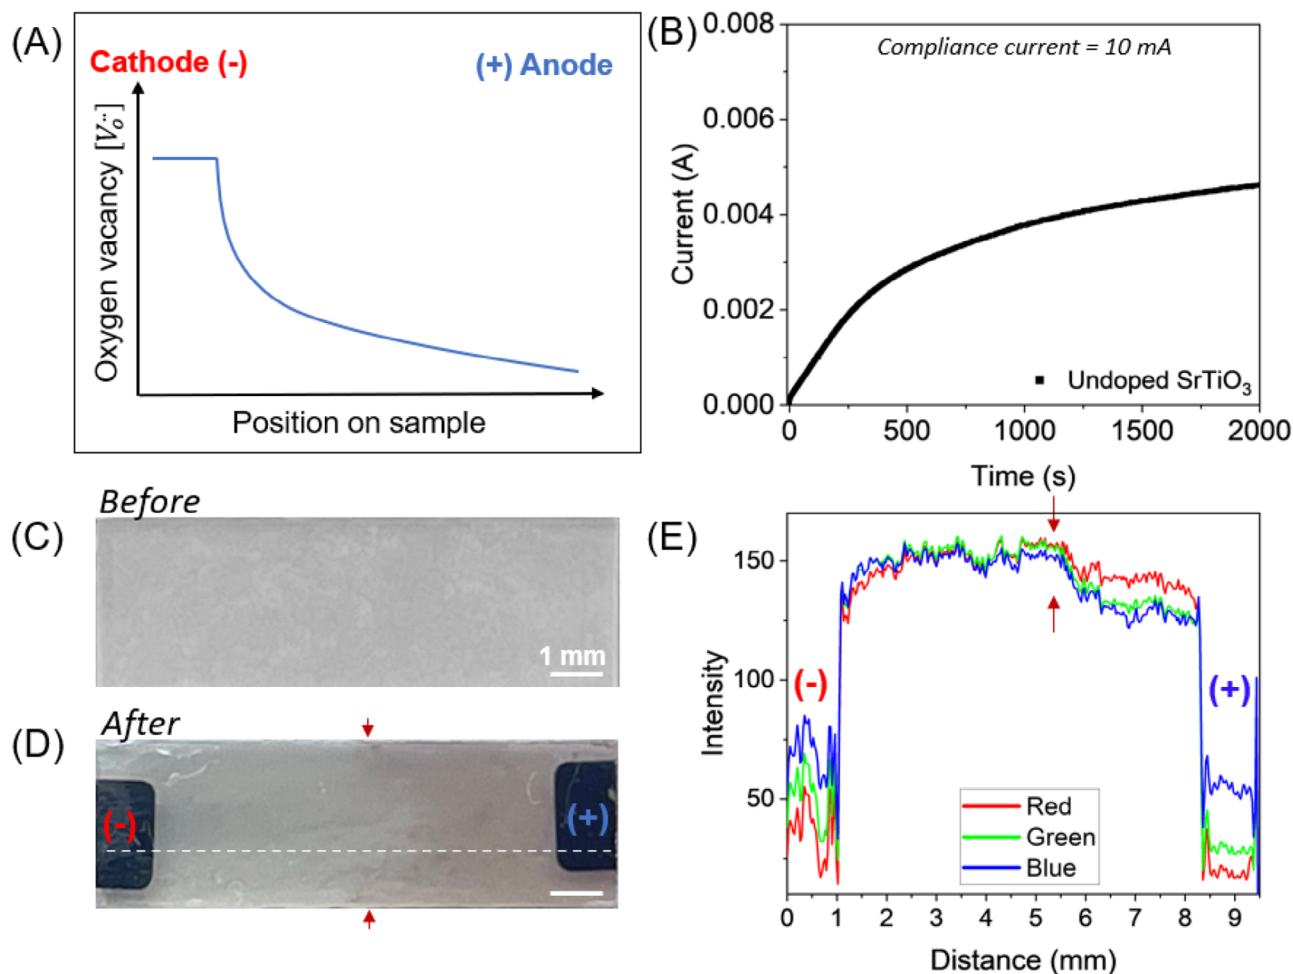 (A)
Cathode (-)
(+) Anode
Oxygen vacancy [V₀¨]
Position on sample
(B)
0.008
0.006
0.004
0.002
0.000
Current (A)
Compliance current = 10 mA
Undoped SrTiO₃
0 500 1000 1500 2000
Time (s)
(C)
Before
1 mm
(D)
After
(-)
(+)
(E)
150
100
50
Intensity
(-)
(+)
Red
Green
Blue
0 1 2 3 4 5 6 7 8 9
Distance (mm)